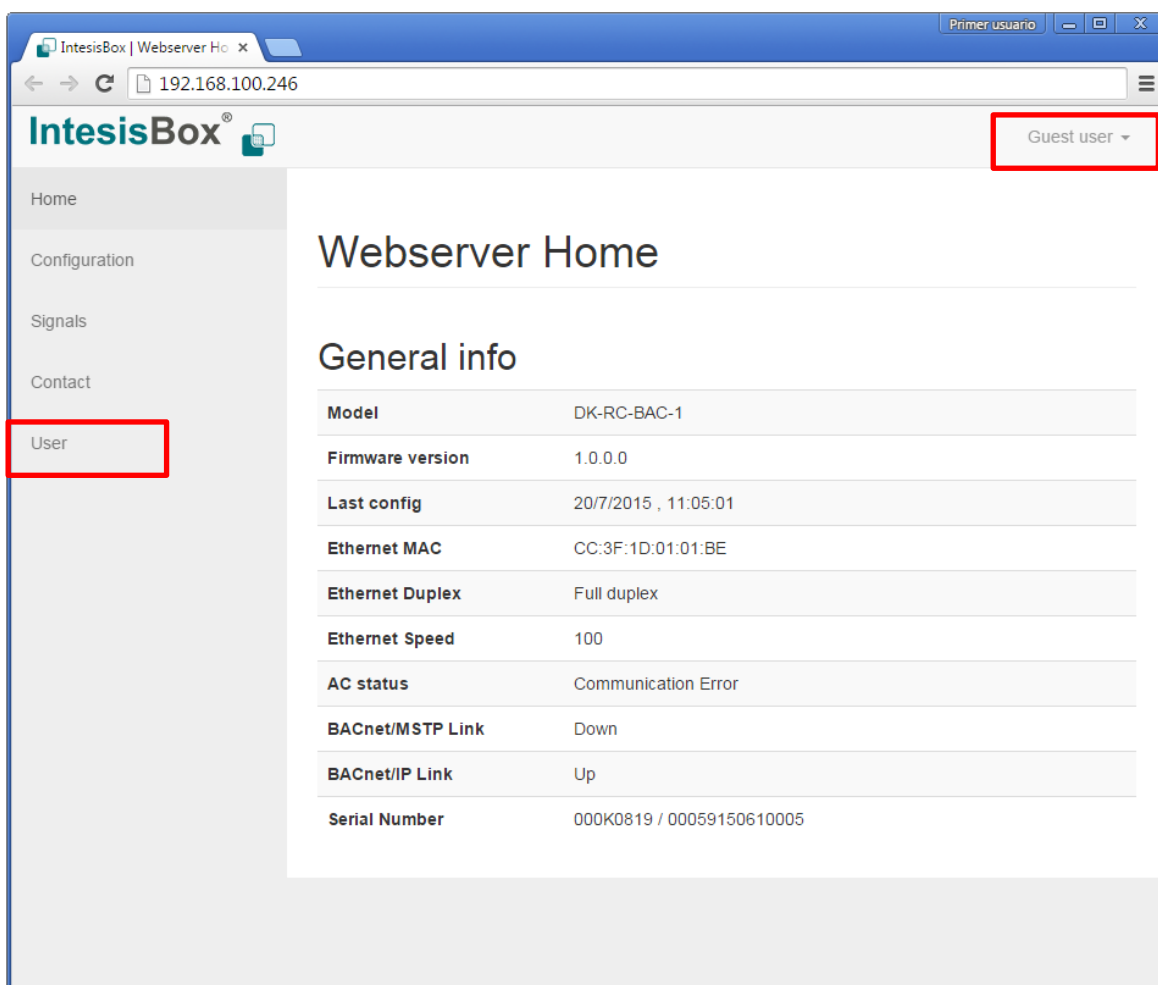 Primer usuario
IntesisBox | Webserver Ho
192.168.100.246
IntesisBox®
Guest user
Home
Configuration
Signals
Contact
User
Webserver Home
General info
Model DK-RC-BAC-1
Firmware version 1.0.0.0
Last config 20/7/2015 , 11:05:01
Ethernet MAC CC:3F:1D:01:01:BE
Ethernet Duplex Full duplex
Ethernet Speed 100
AC status Communication Error
BACnet/MSTP Link Down
BACnet/IP Link Up
Serial Number 000K0819 / 00059150610005